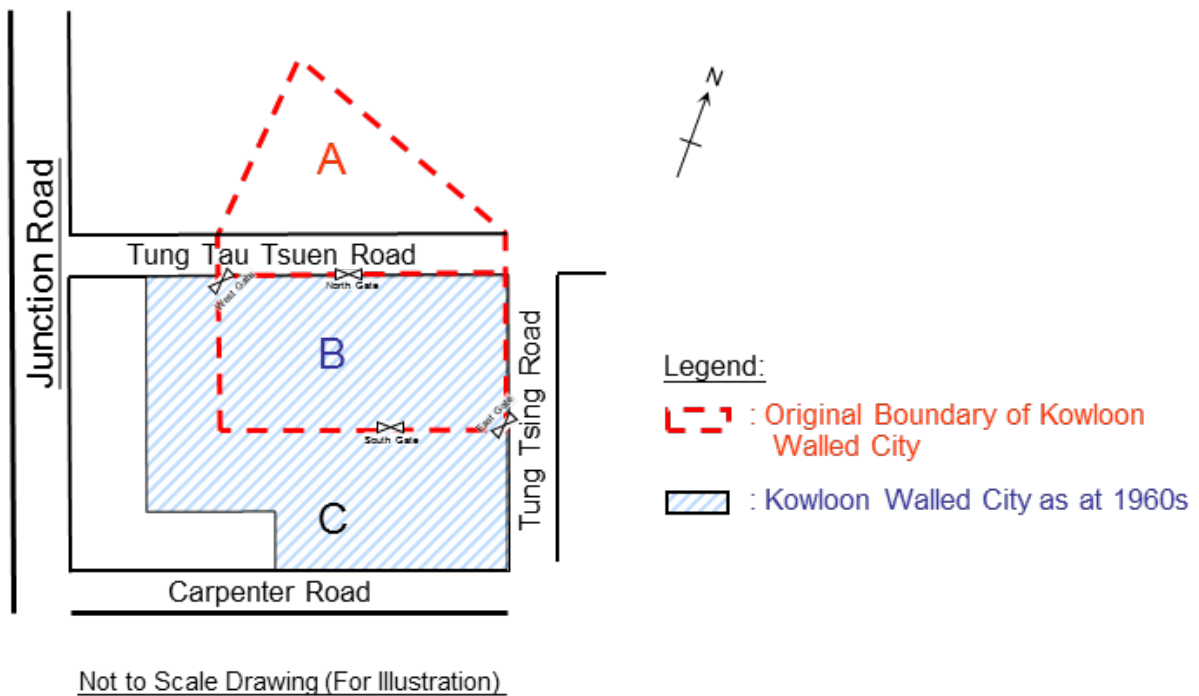 N
A
Junction Road
Tung Tau Tsuen Road
West Gate
North Gate
B
East Gate
South Gate
Tung Tsing Road
C
Carpenter Road
Legend:
: Original Boundary of Kowloon
Walled City
: Kowloon Walled City as at 1960s
Not to Scale Drawing (For Illustration)